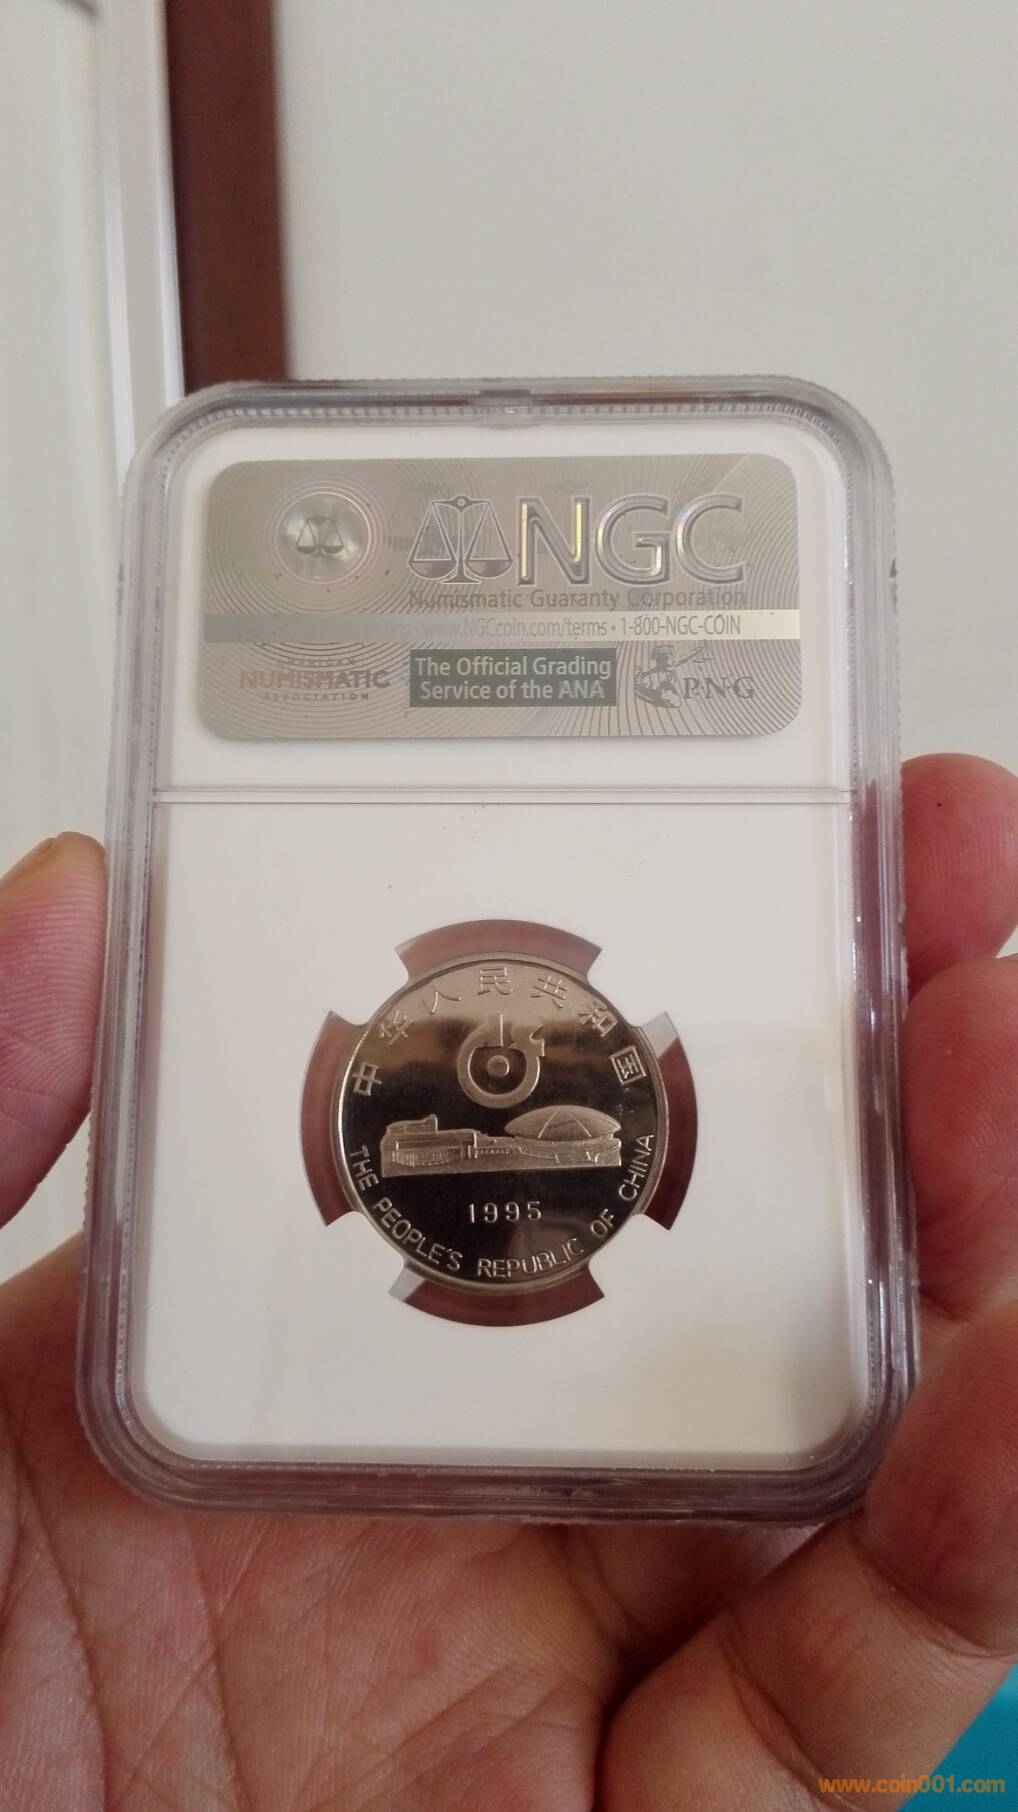 NGC
Numismatic Guaranty Corporation
www.NGCcoin.com/terms • 1-800-NGC-COIN
NUMISMATIC
ASSOCIATION
The Official Grading
Service of the ANA
PNG
中华人民共和国
1995
THE PEOPLE'S REPUBLIC OF CHINA
www.coin001.com